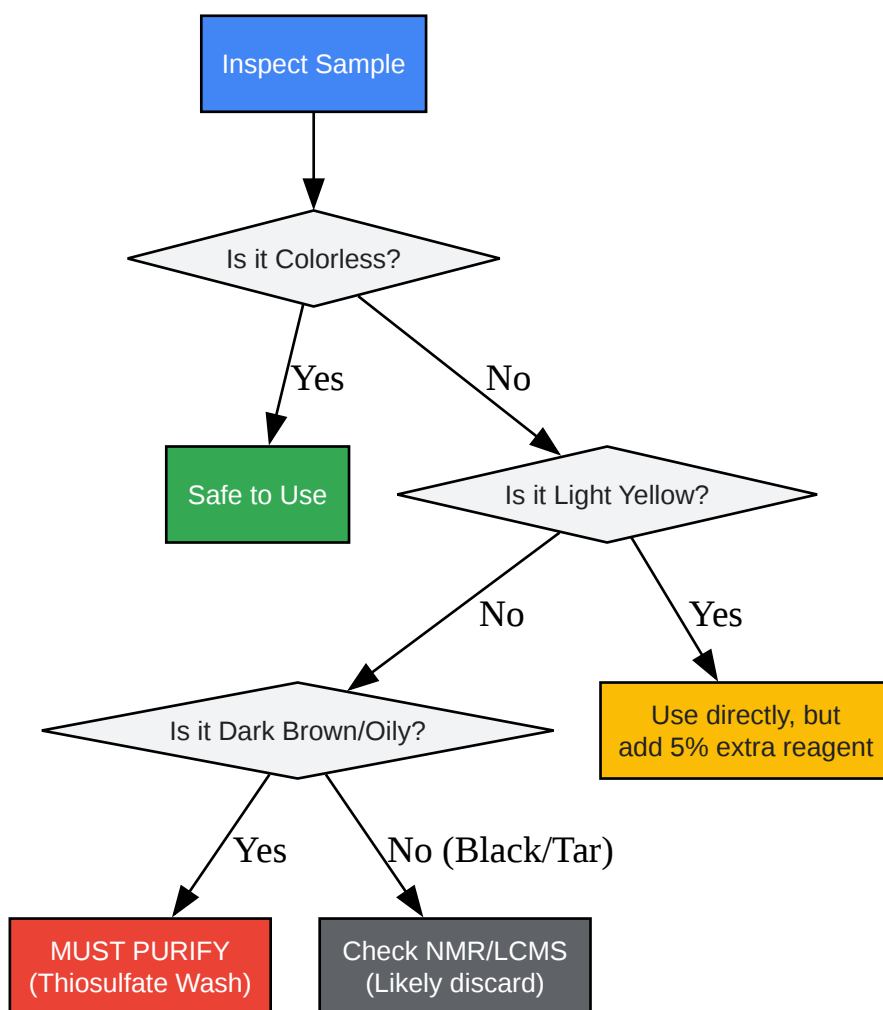 Inspect Sample
Is it Colorless?
Yes
No
Safe to Use
Is it Light Yellow?
No
Yes
Is it Dark Brown/Oily?
Use directly, but
add 5% extra reagent
Yes
No (Black/Tar)
MUST PURIFY
(Thiosulfate Wash)
Check NMR/LCMS
(Likely discard)